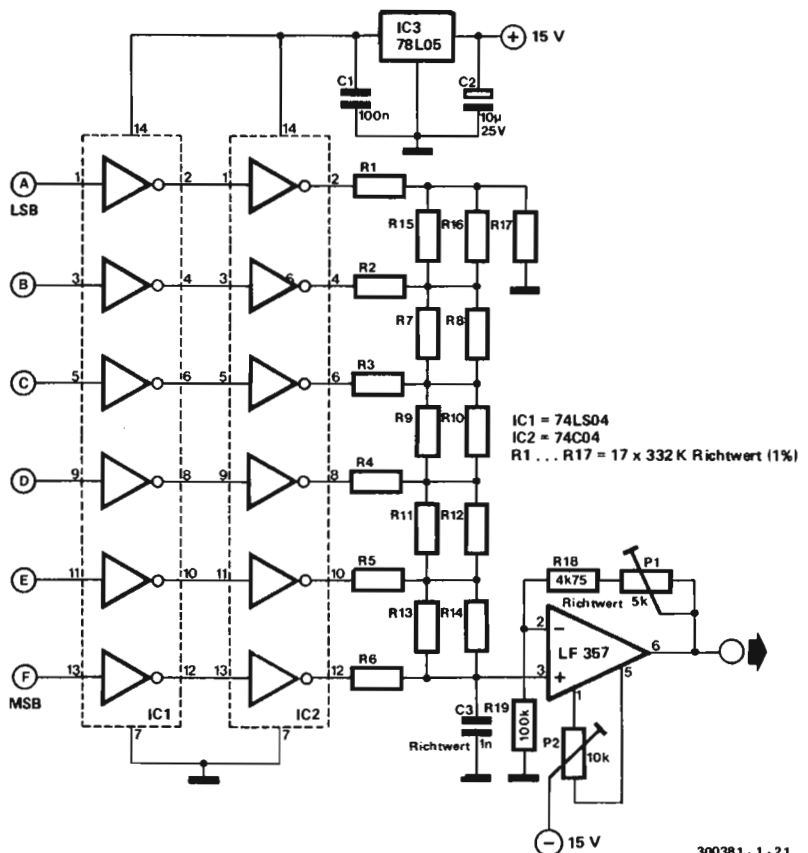 IC3
78L05
15 V
C1
100n
C2
10µ
25V
14
14
A
LSB
1
2
1
2
R1
R15
R16
R17
B
3
4
3
6
4
R2
R7
R8
C
5
6
5
6
R3
R9
R10
IC1 = 74LS04
IC2 = 74C04
R1 . . . R17 = 17 x 332 K Richtwert (1%)
D
9
8
9
8
R4
R11
R12
E
11
10
11
10
R5
R13
R14
R18
4k75
P1
Richtwert
5k
2
−
LF 357
6
3
+
5
1
F
MSB
13
12
13
12
R6
IC1
IC2
7
7
C3
Richtwert
1n
R19
100k
P2
10k
15 V
300381 - 1 - 21